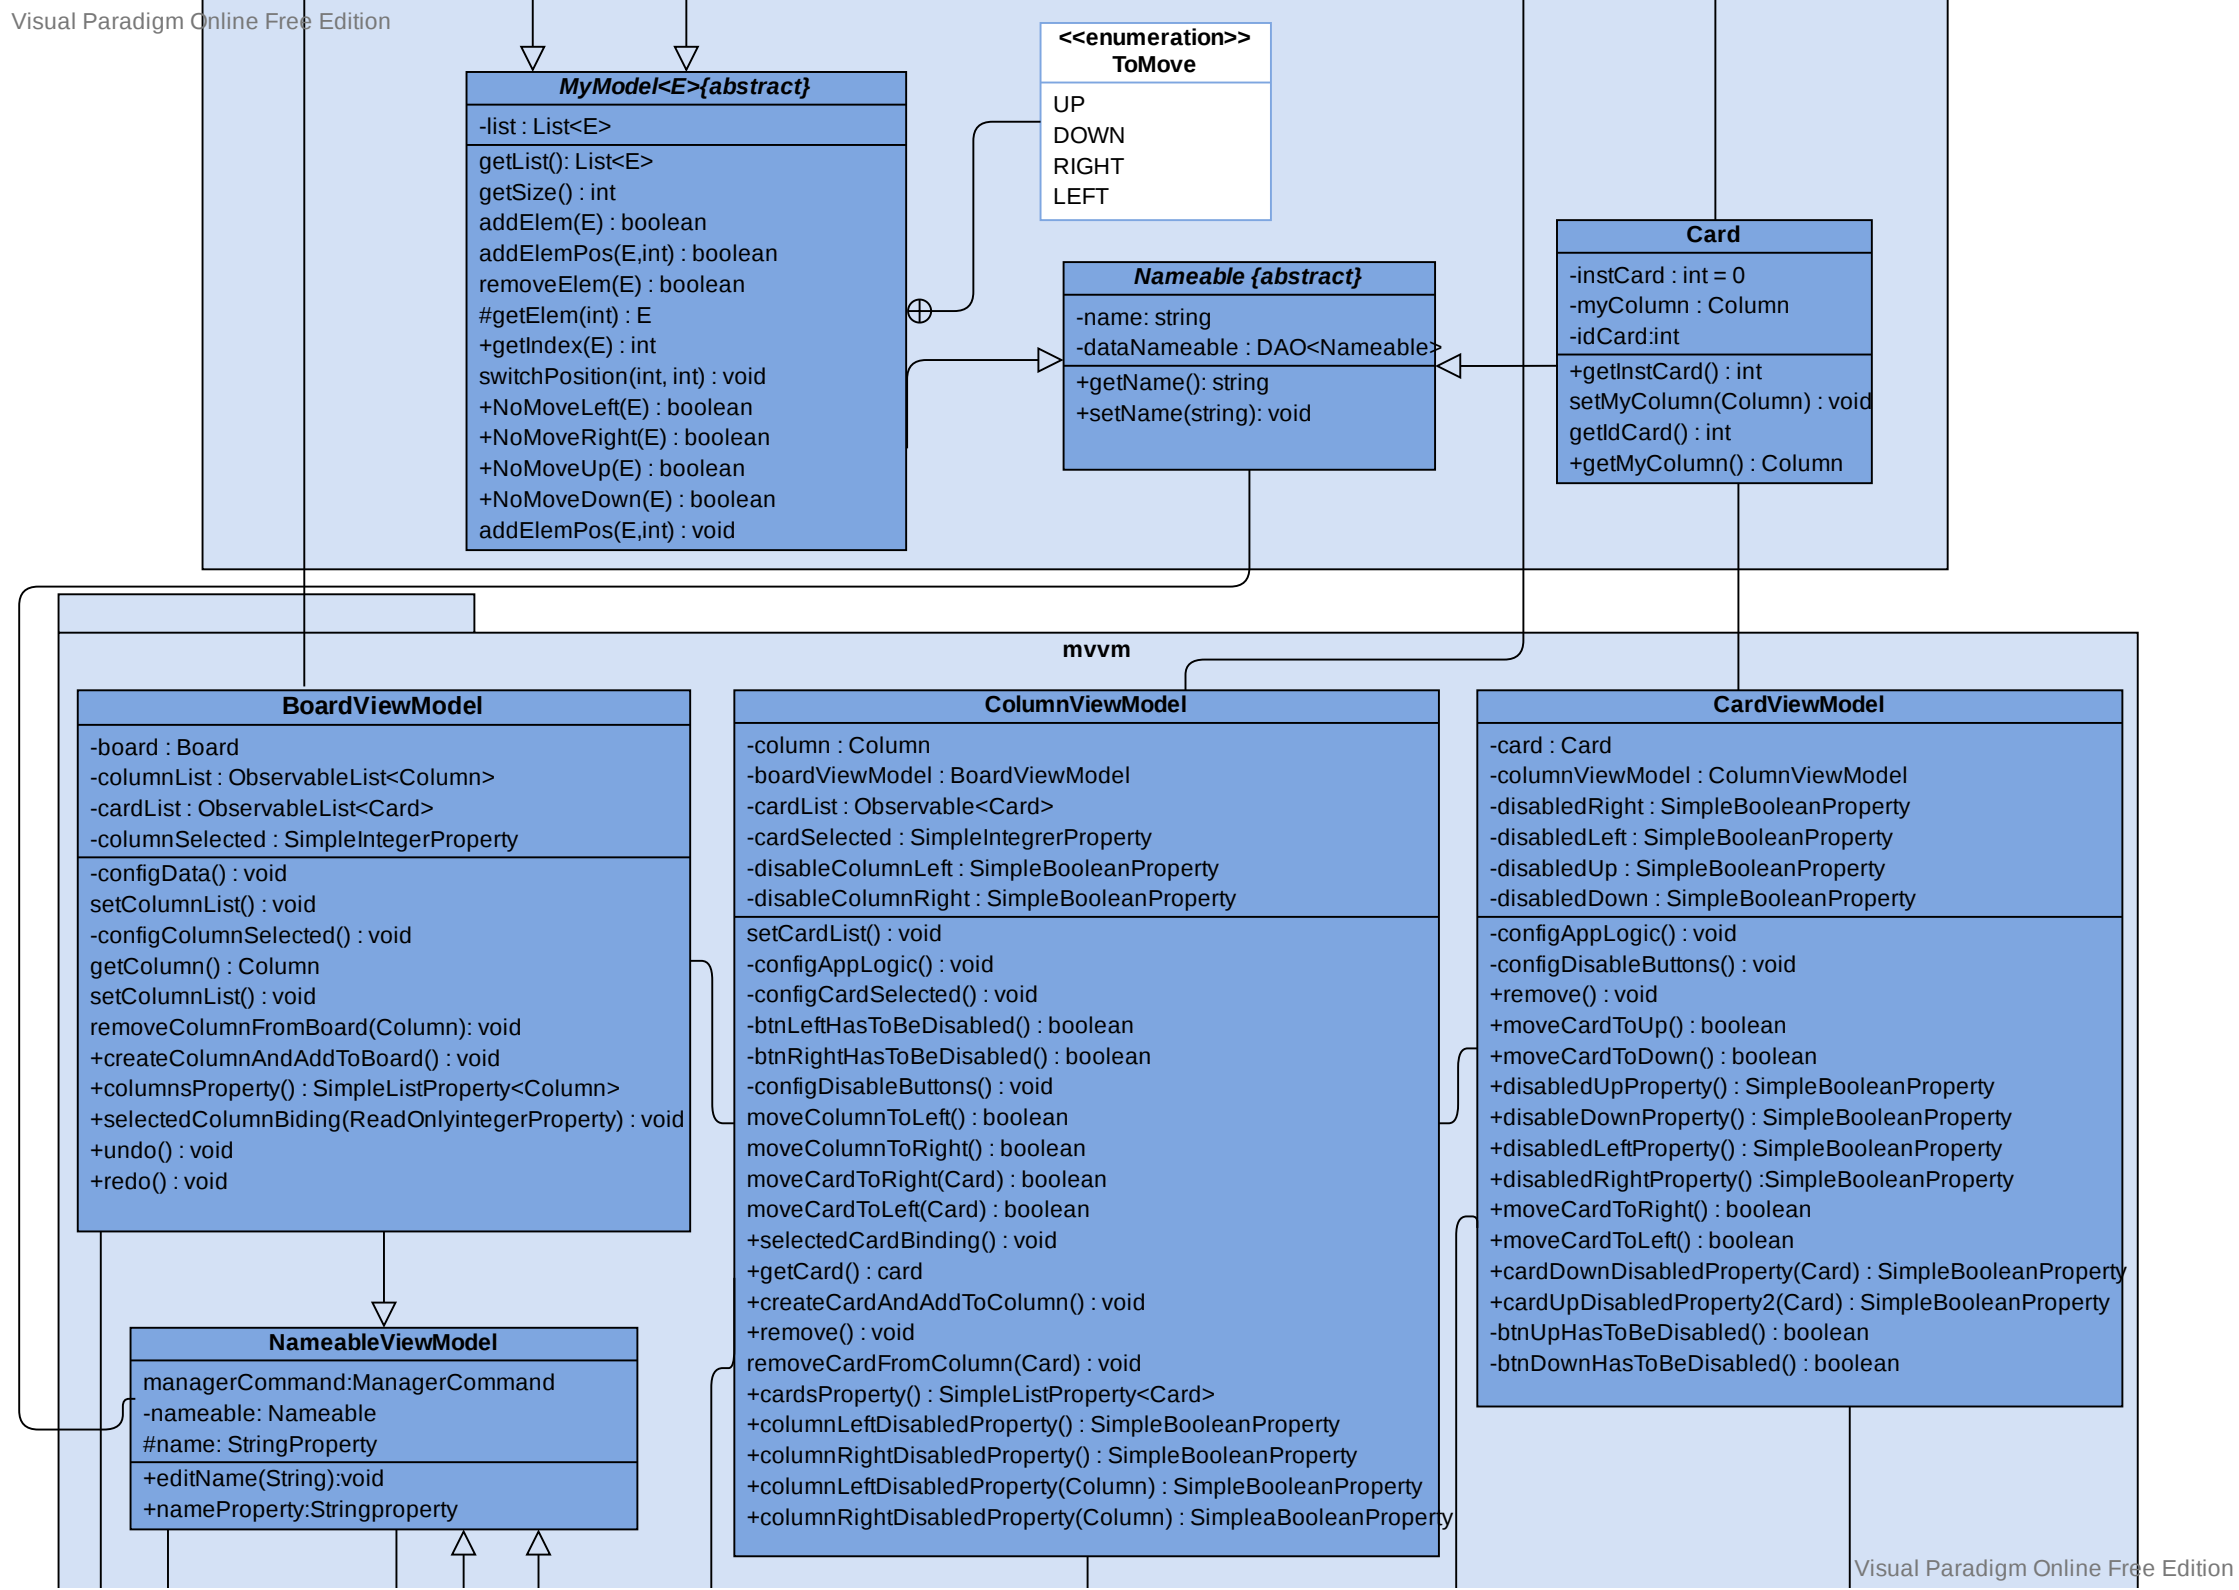 Visual Paradigm Online Free Edition
<<enumeration>>
ToMove
UP
DOWN
RIGHT
LEFT
MyModel<E>{abstract}
-list : List<E>
getList(): List<E>
getSize() : int
addElem(E) : boolean
addElemPos(E,int) : boolean
removeElem(E) : boolean
#getElem(int) : E
+getIndex(E) : int
switchPosition(int, int) : void
+NoMoveLeft(E) : boolean
+NoMoveRight(E) : boolean
+NoMoveUp(E) : boolean
+NoMoveDown(E) : boolean
addElemPos(E,int) : void
Nameable {abstract}
-name: string
-dataNameable : DAO<Nameable>
+getName(): string
+setName(string): void
Card
-instCard : int = 0
-myColumn : Column
-idCard:int
+getInstCard() : int
setMyColumn(Column) : void
getIdCard() : int
+getMyColumn() : Column
mvvm
BoardViewModel
-board : Board
-columnList : ObservableList<Column>
-cardList : ObservableList<Card>
-columnSelected : SimpleIntegerProperty
-configData() : void
setColumnList() : void
-configColumnSelected() : void
getColumn() : Column
setColumnList() : void
removeColumnFromBoard(Column): void
+createColumnAndAddToBoard() : void
+columnsProperty() : SimpleListProperty<Column>
+selectedColumnBiding(ReadOnlyintegerProperty) : void
+undo() : void
+redo() : void
ColumnViewModel
-column : Column
-boardViewModel : BoardViewModel
-cardList : Observable<Card>
-cardSelected : SimpleIntegrerProperty
-disableColumnLeft : SimpleBooleanProperty
-disableColumnRight : SimpleBooleanProperty
setCardList() : void
-configAppLogic() : void
-configCardSelected() : void
-btnLeftHasToBeDisabled() : boolean
-btnRightHasToBeDisabled() : boolean
-configDisableButtons() : void
moveColumnToLeft() : boolean
moveColumnToRight() : boolean
moveCardToRight(Card) : boolean
moveCardToLeft(Card) : boolean
+selectedCardBinding() : void
+getCard() : card
+createCardAndAddToColumn() : void
+remove() : void
removeCardFromColumn(Card) : void
+cardsProperty() : SimpleListProperty<Card>
+columnLeftDisabledProperty() : SimpleBooleanProperty
+columnRightDisabledProperty() : SimpleBooleanProperty
+columnLeftDisabledProperty(Column) : SimpleBooleanProperty
+columnRightDisabledProperty(Column) : SimpleaBooleanProperty
CardViewModel
-card : Card
-columnViewModel : ColumnViewModel
-disabledRight : SimpleBooleanProperty
-disabledLeft : SimpleBooleanProperty
-disabledUp : SimpleBooleanProperty
-disabledDown : SimpleBooleanProperty
-configAppLogic() : void
-configDisableButtons() : void
+remove() : void
+moveCardToUp() : boolean
+moveCardToDown() : boolean
+disabledUpProperty() : SimpleBooleanProperty
+disableDownProperty() : SimpleBooleanProperty
+disabledLeftProperty() : SimpleBooleanProperty
+disabledRightProperty() :SimpleBooleanProperty
+moveCardToRight() : boolean
+moveCardToLeft() : boolean
+cardDownDisabledProperty(Card) : SimpleBooleanProperty
+cardUpDisabledProperty2(Card) : SimpleBooleanProperty
-btnUpHasToBeDisabled() : boolean
-btnDownHasToBeDisabled() : boolean
NameableViewModel
managerCommand:ManagerCommand
-nameable: Nameable
#name: StringProperty
+editName(String):void
+nameProperty:Stringproperty
Visual Paradigm Online Free Edition